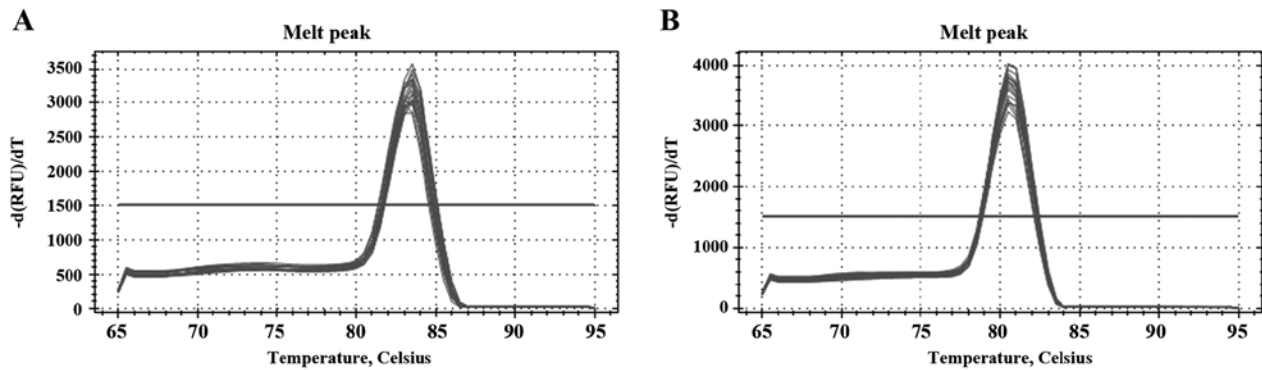 A
Melt peak
-d(RFU)/dT
3500
3000
2500
2000
1500
1000
500
0
65 70 75 80 85 90 95
Temperature, Celsius
B
Melt peak
-d(RFU)/dT
4000
3000
2000
1000
0
65 70 75 80 85 90 95
Temperature, Celsius